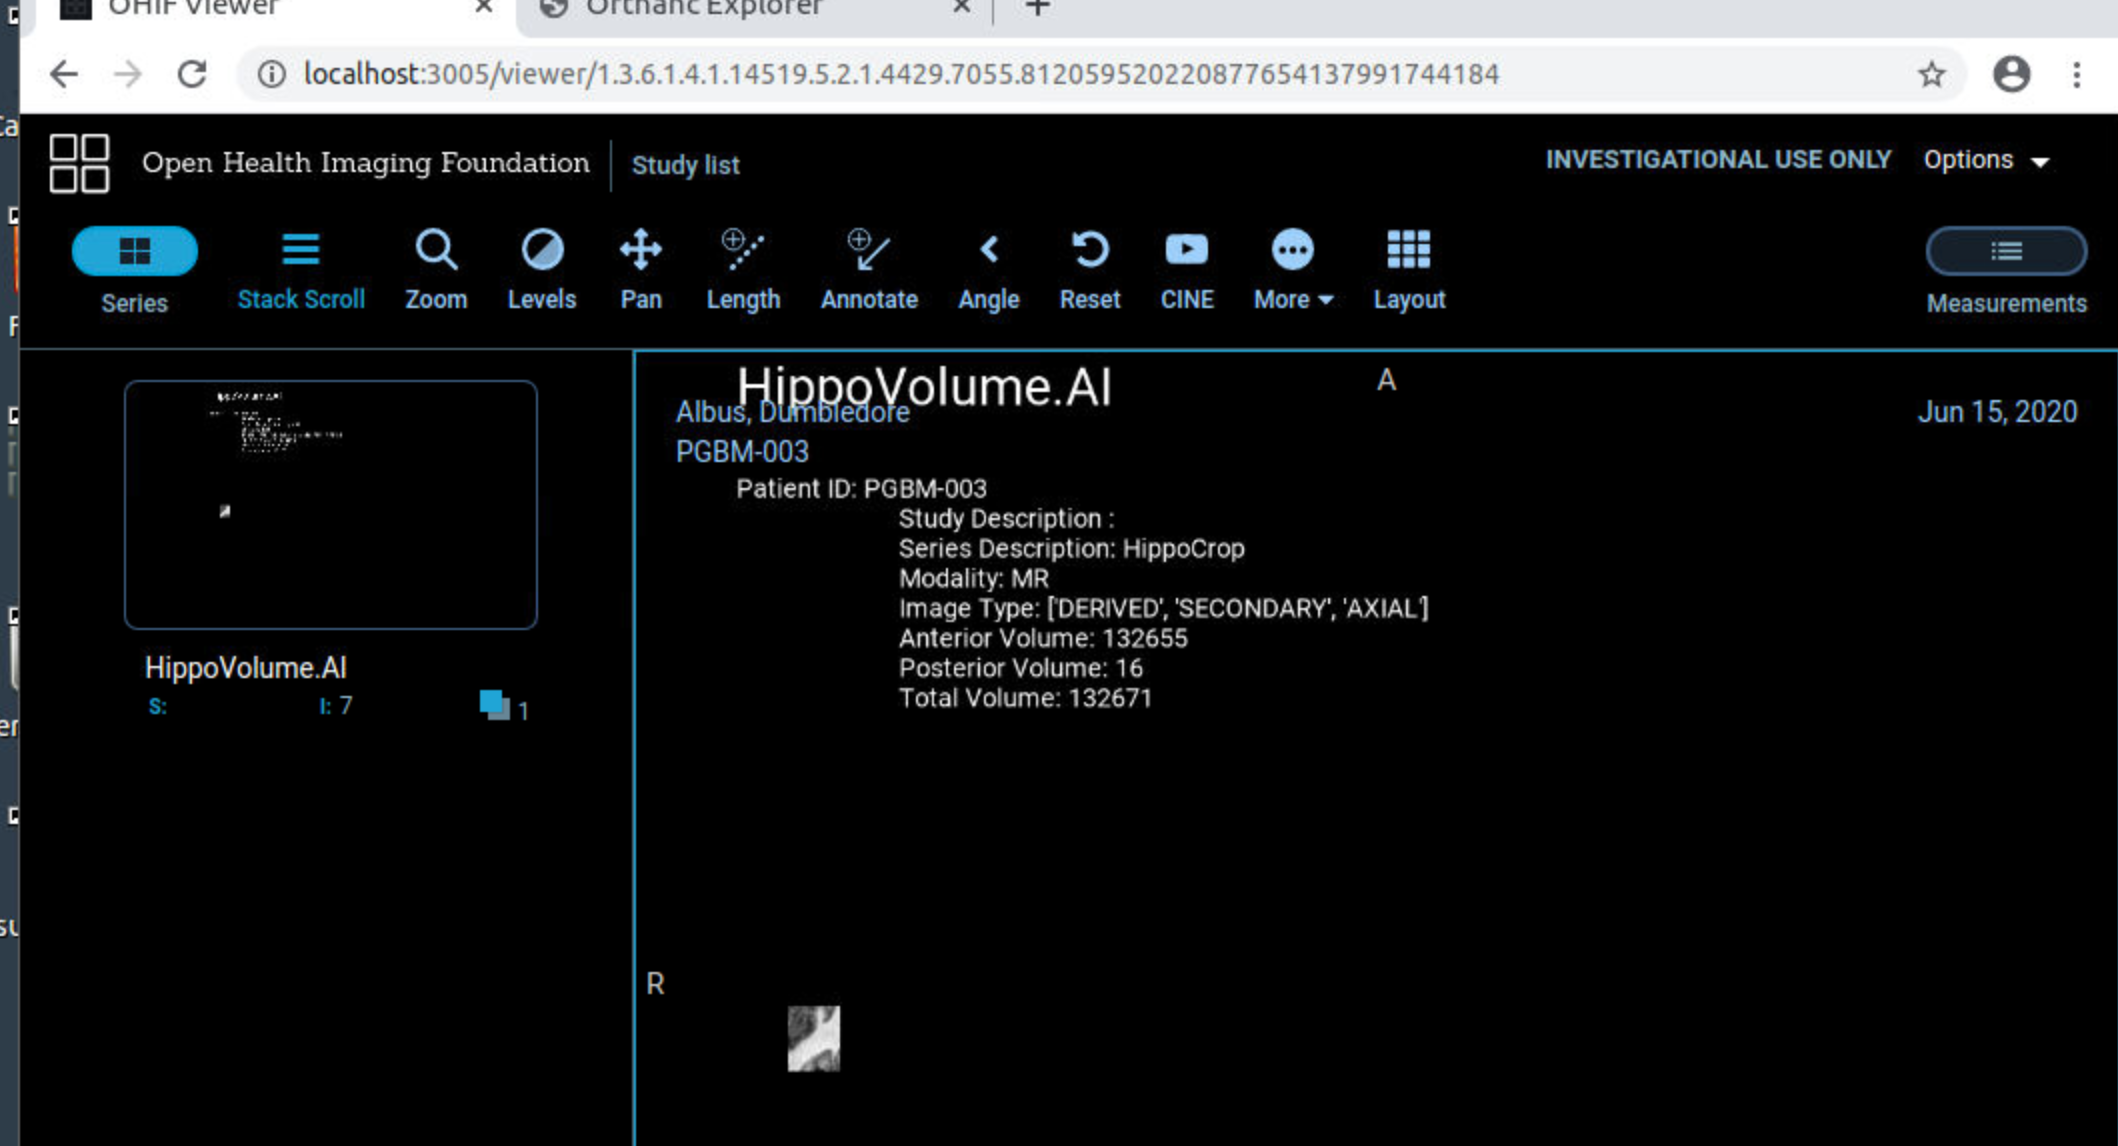 OHIF Viewer
Orthanc Explorer
localhost:3005/viewer/1.3.6.1.4.1.14519.5.2.1.4429.7055.812059520220877654137991744184
Open Health Imaging Foundation
Study list
INVESTIGATIONAL USE ONLY
Options
Series
Stack Scroll
Zoom
Levels
Pan
Length
Annotate
Angle
Reset
CINE
More
Layout
Measurements
HippoVolume.AI
S:
I: 7
1
HippoVolume.AI
A
Albus, Dumbledore
Jun 15, 2020
PGBM-003
Patient ID: PGBM-003
Study Description :
Series Description: HippoCrop
Modality: MR
Image Type: ['DERIVED', 'SECONDARY', 'AXIAL']
Anterior Volume: 132655
Posterior Volume: 16
Total Volume: 132671
R